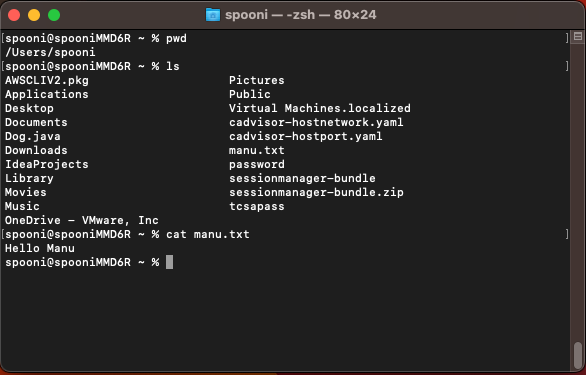 spooni — -zsh — 80×24
[spooni@spooniMMD6R ~ % pwd ]
/Users/spooni
[spooni@spooniMMD6R ~ % ls ]
AWSCLIV2.pkg Pictures
Applications Public
Desktop Virtual Machines.localized
Documents cadvisor-hostnetwork.yaml
Dog.java cadvisor-hostport.yaml
Downloads manu.txt
IdeaProjects password
Library sessionmanager-bundle
Movies sessionmanager-bundle.zip
Music tcsapass
OneDrive - VMware, Inc
[spooni@spooniMMD6R ~ % cat manu.txt ]
Hello Manu
spooni@spooniMMD6R ~ %